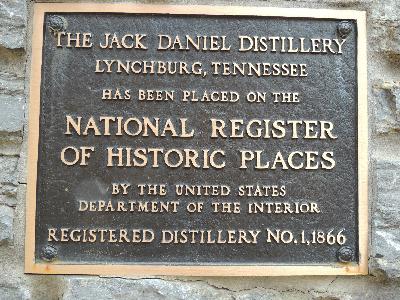 THE JACK DANIEL DISTILLERY
LYNCHBURG, TENNESSEE
HAS BEEN PLACED ON THE
NATIONAL REGISTER
OF HISTORIC PLACES
BY THE UNITED STATES
DEPARTMENT OF THE INTERIOR
REGISTERED DISTILLERY NO. 1, 1866